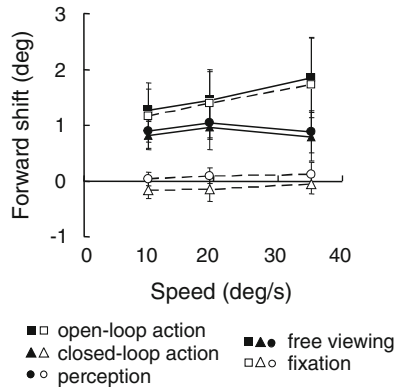 3
2
1
0
-1
Forward shift (deg)
0 10 20 30 40
Speed (deg/s)
■□ open-loop action
▲△ closed-loop action
●○ perception
■▲● free viewing
□△○ fixation